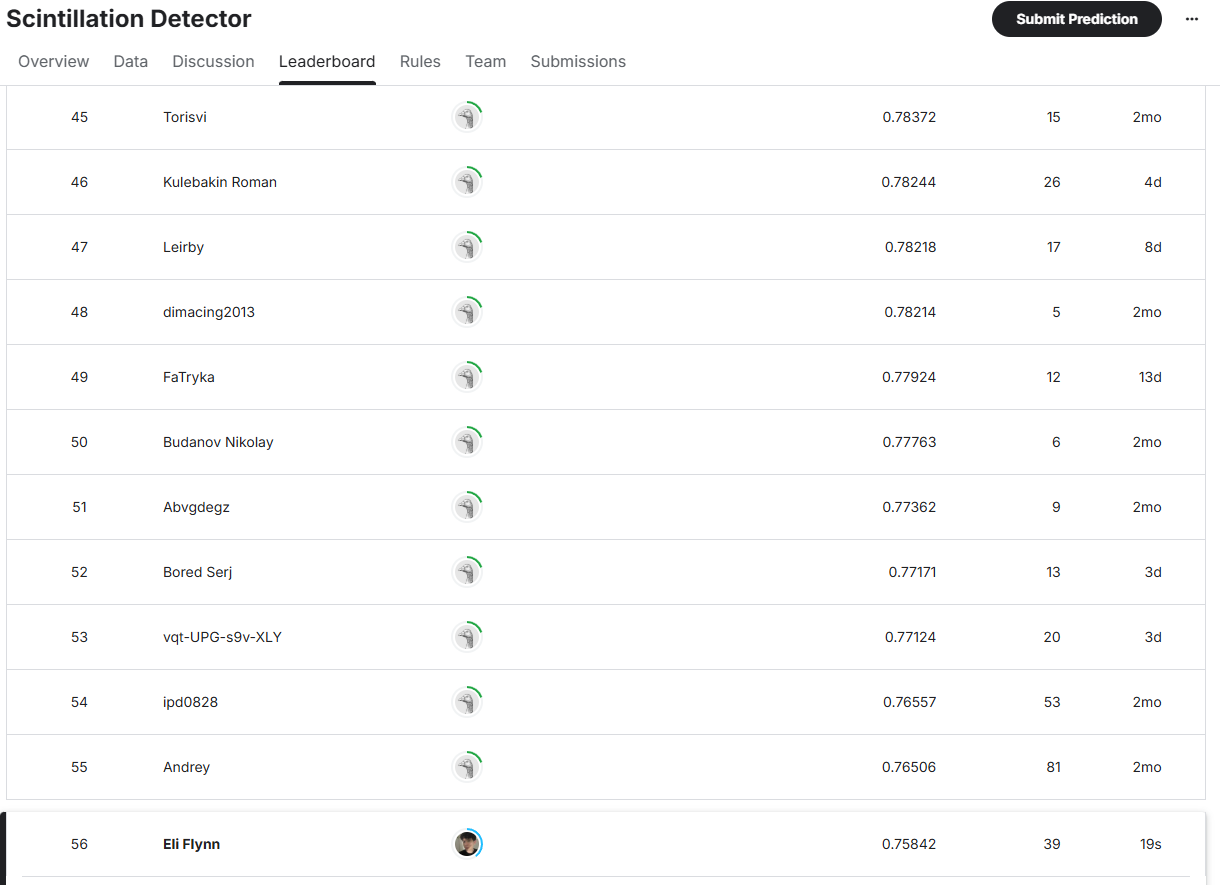 Scintillation Detector
Submit Prediction
Overview Data Discussion Leaderboard Rules Team Submissions
45 Torisvi 0.78372 15 2mo
46 Kulebakin Roman 0.78244 26 4d
47 Leirby 0.78218 17 8d
48 dimacing2013 0.78214 5 2mo
49 FaTryka 0.77924 12 13d
50 Budanov Nikolay 0.77763 6 2mo
51 Abvgdegz 0.77362 9 2mo
52 Bored Serj 0.77171 13 3d
53 vqt-UPG-s9v-XLY 0.77124 20 3d
54 ipd0828 0.76557 53 2mo
55 Andrey 0.76506 81 2mo
56 Eli Flynn 0.75842 39 19s